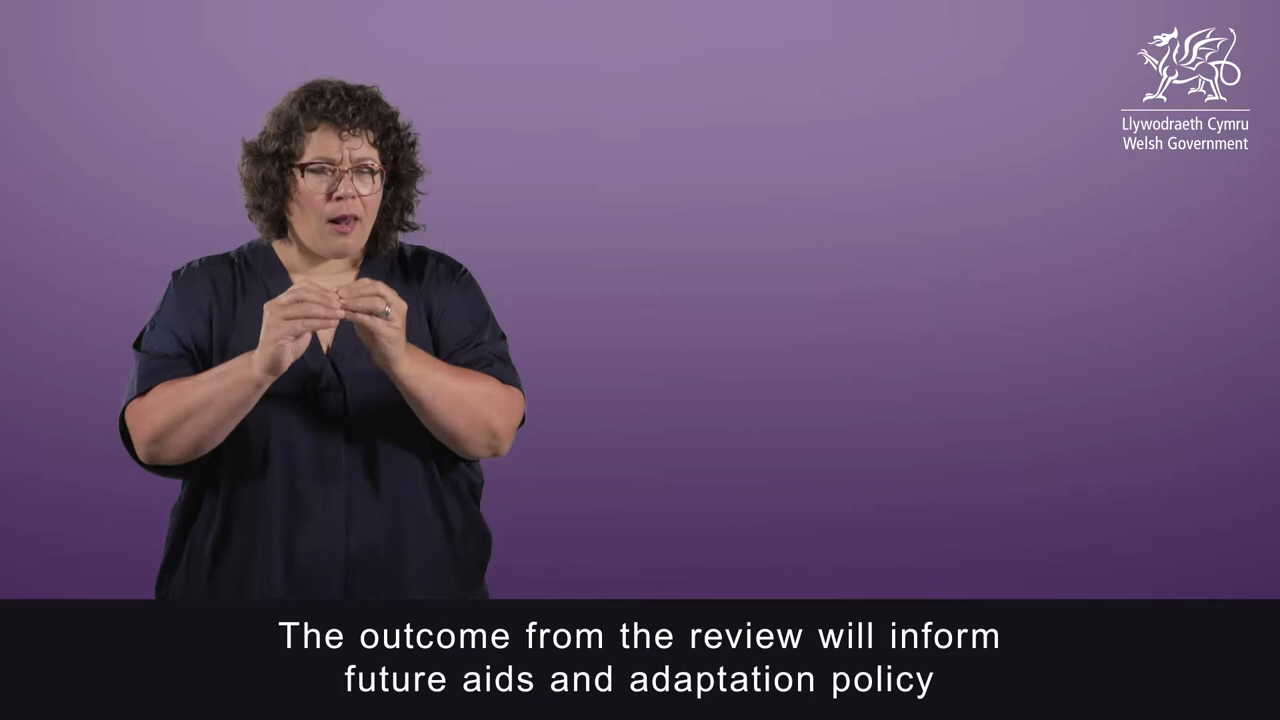 Llywodraeth Cymru
Welsh Government
The outcome from the review will inform
future aids and adaptation policy